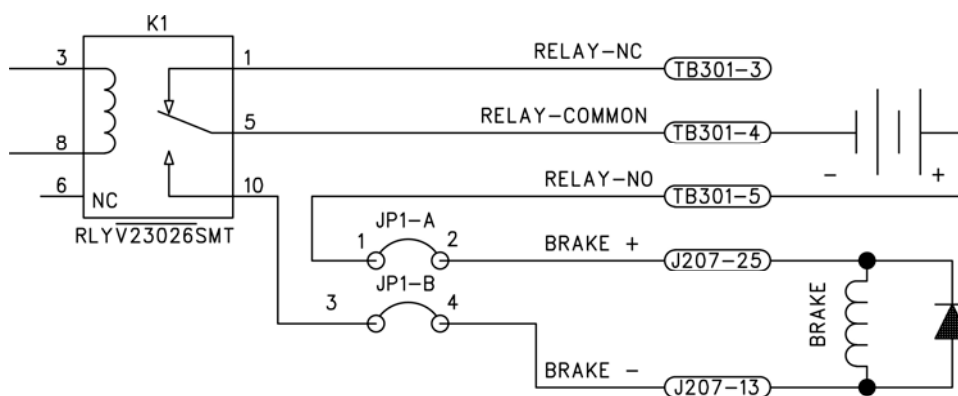 K1
3
1
RELAY-NC
TB301-3
8
5
RELAY-COMMON
TB301-4
-
+
6
NC
10
RELAY-NO
TB301-5
RLYV23026SMT
JP1-A
1
2
BRAKE +
J207-25
JP1-B
3
4
BRAKE
BRAKE -
J207-13